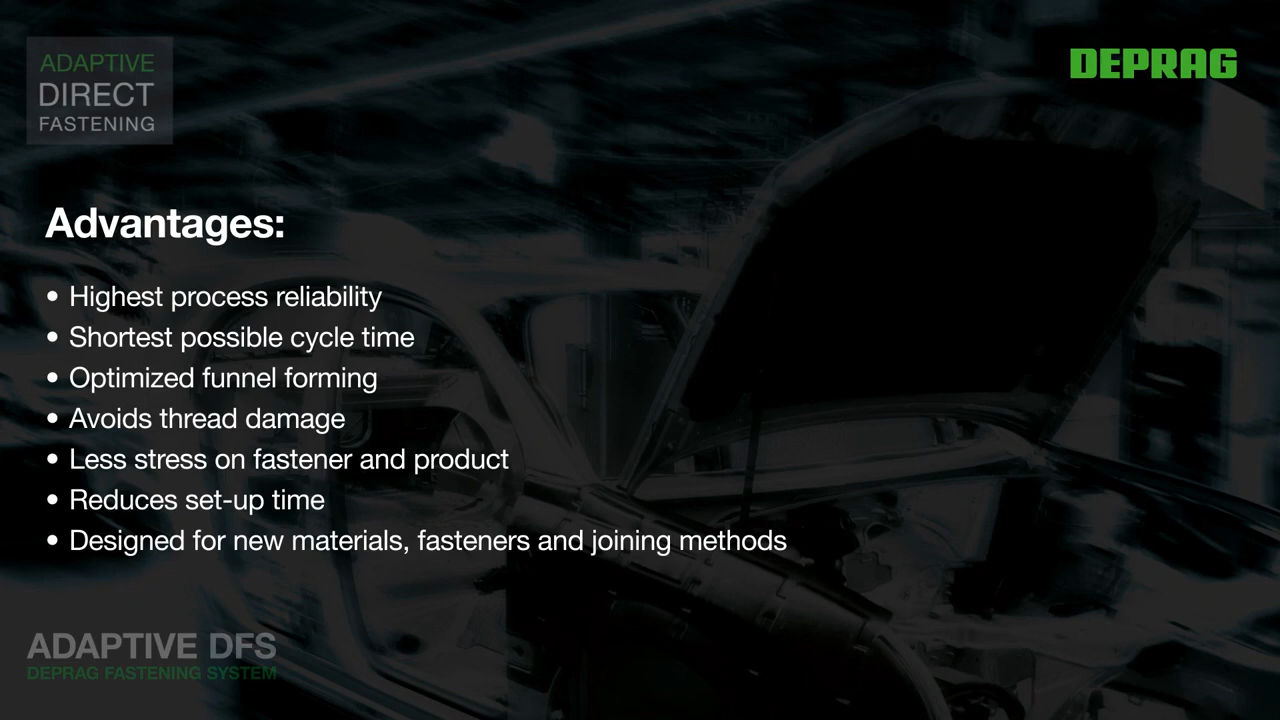 ADAPTIVE
DIRECT
FASTENING
DEPRAG
Advantages:
• Highest process reliability
• Shortest possible cycle time
• Optimized funnel forming
• Avoids thread damage
• Less stress on fastener and product
• Reduces set-up time
• Designed for new materials, fasteners and joining methods
ADAPTIVE DFS
DEPRAG FASTENING SYSTEM